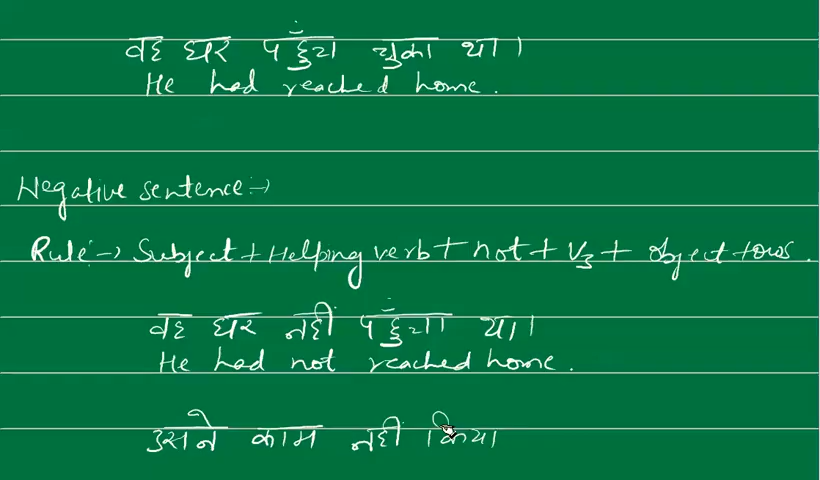 वह घर पहुँचा चुका था।
He had reached home.
Negative sentence:→
Rule:→ Subject + Helping verb + not + V3 + object + ows.
वह घर नहीं पहुँचा था।
He had not reached home.
उसने काम नहीं किया